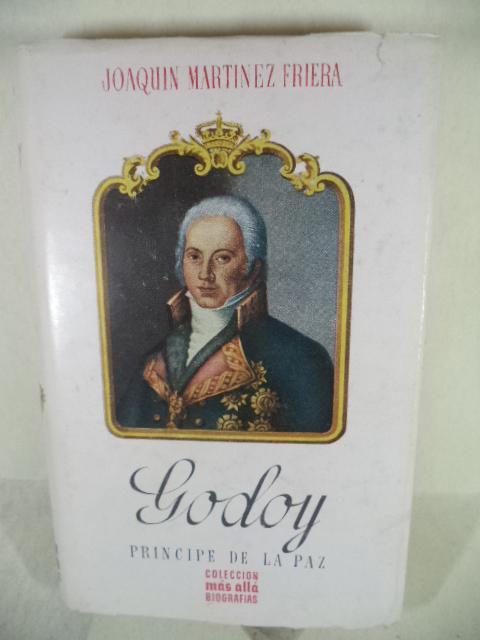 JOAQUIN MARTINEZ FRIERA
Godoy
PRINCIPE DE LA PAZ
COLECCION
más allá
BIOGRAFIAS